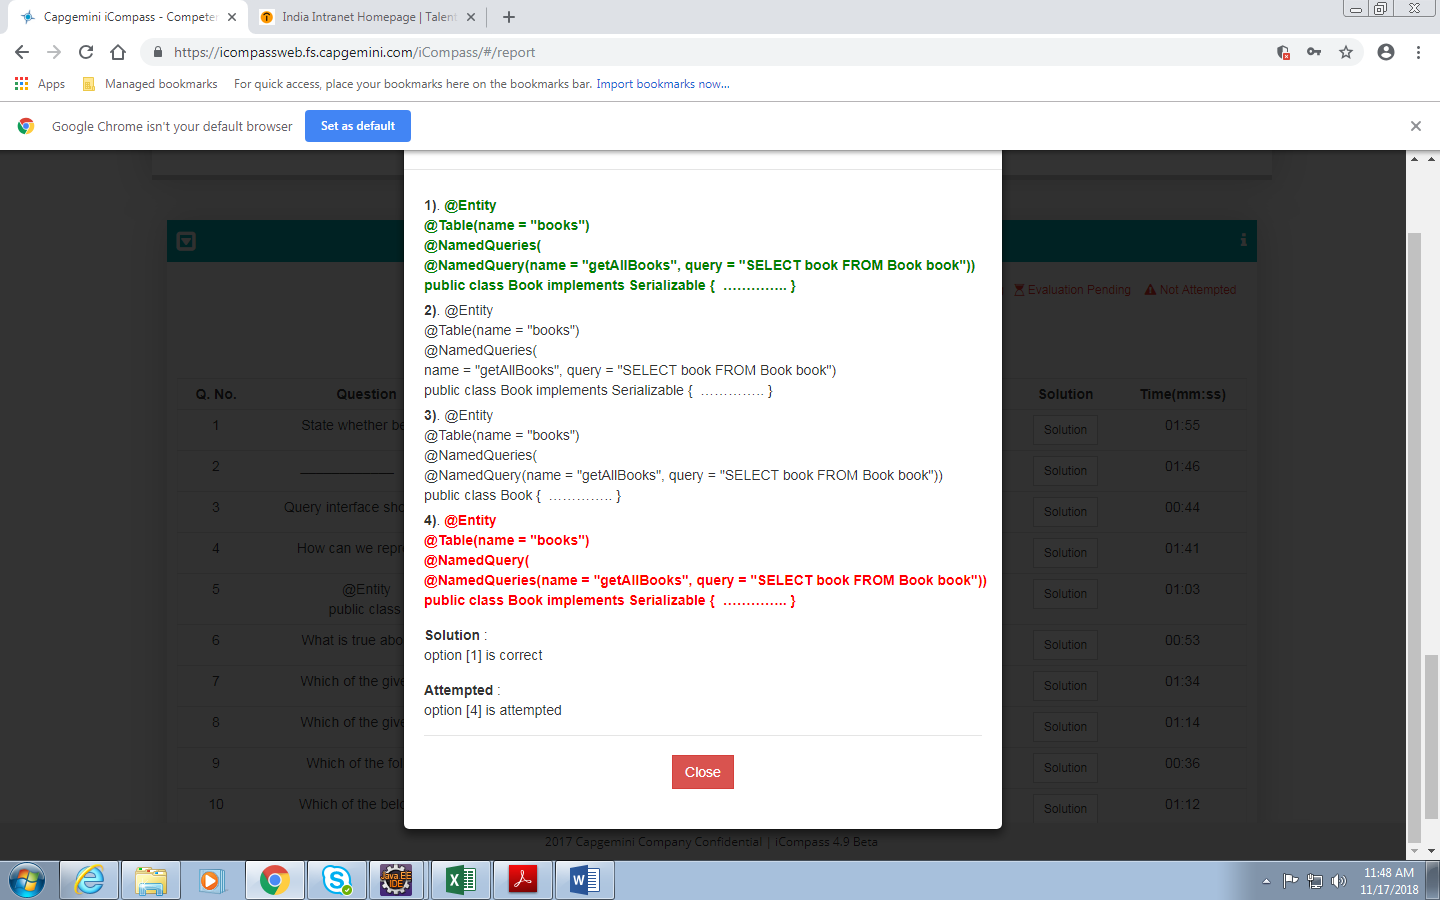 Capgemini iCompass - Competen
India Intranet Homepage | Talent
https://icompassweb.fs.capgemini.com/iCompass/#/report
Apps
Managed bookmarks
For quick access, place your bookmarks here on the bookmarks bar. Import bookmarks now...
Google Chrome isn't your default browser
Set as default
1). @Entity
@Table(name = "books")
@NamedQueries(
@NamedQuery(name = "getAllBooks", query = "SELECT book FROM Book book"))
public class Book implements Serializable { ………….. }
2). @Entity
@Table(name = "books")
@NamedQueries(
name = "getAllBooks", query = "SELECT book FROM Book book")
public class Book implements Serializable { ………….. }
3). @Entity
@Table(name = "books")
@NamedQueries(
@NamedQuery(name = "getAllBooks", query = "SELECT book FROM Book book"))
public class Book { ………….. }
4). @Entity
@Table(name = "books")
@NamedQuery(
@NamedQueries(name = "getAllBooks", query = "SELECT book FROM Book book"))
public class Book implements Serializable { ………….. }
Solution :
option [1] is correct
Attempted :
option [4] is attempted
Close
Evaluation Pending
Not Attempted
Q. No. Question Solution Time(mm:ss)
1 State whether be Solution 01:55
2 ____________ Solution 01:46
3 Query interface sho Solution 00:44
4 How can we repr Solution 01:41
5 @Entity Solution 01:03
public class
6 What is true abo Solution 00:53
7 Which of the give Solution 01:34
8 Which of the give Solution 01:14
9 Which of the fol Solution 00:36
10 Which of the belo Solution 01:12
2017 Capgemini Company Confidential | iCompass 4.9 Beta
Java EE
IDE
11:48 AM
11/17/2018